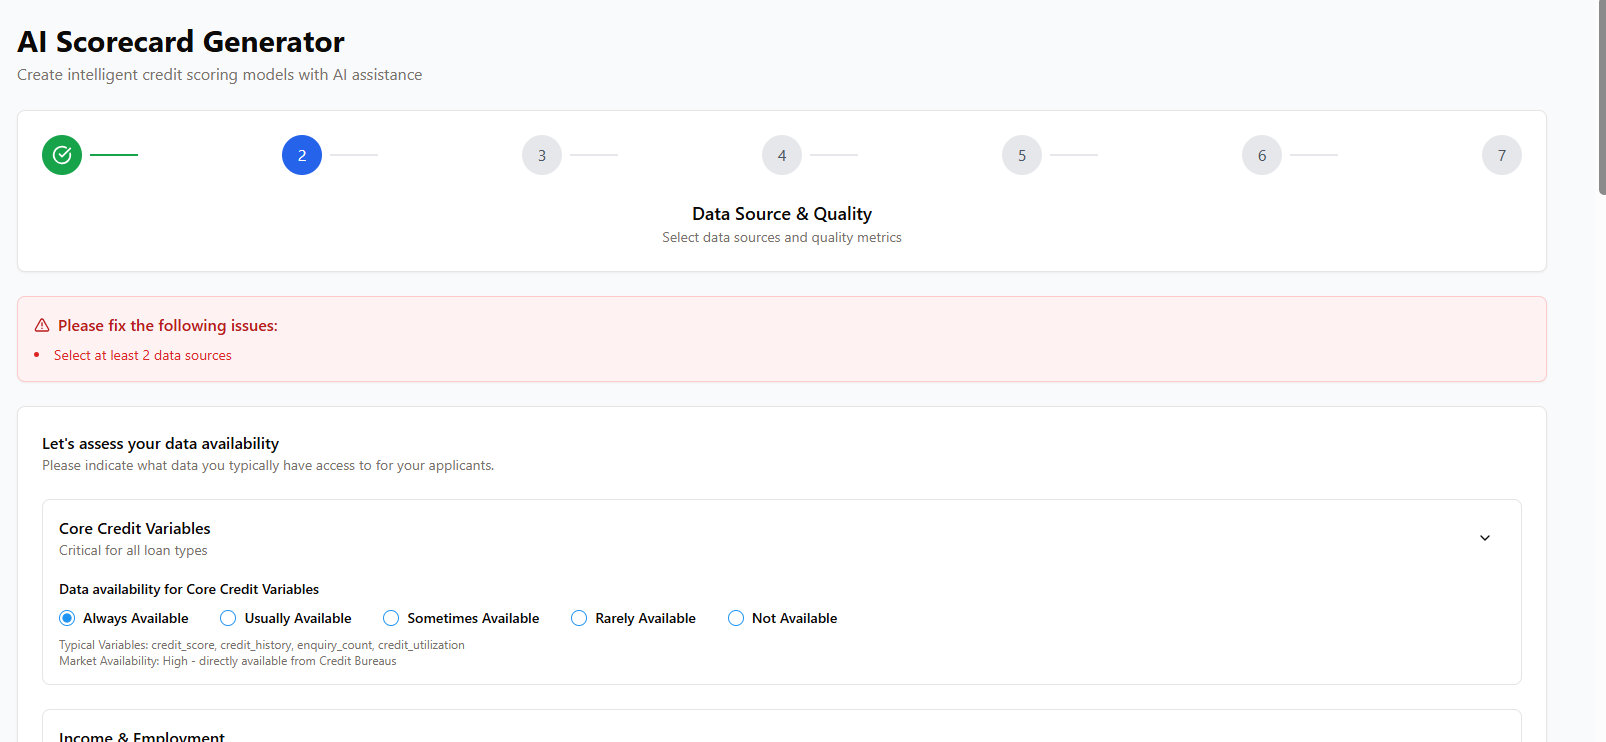 AI Scorecard Generator
Create intelligent credit scoring models with AI assistance
2
3
4
5
6
7
Data Source & Quality
Select data sources and quality metrics
Please fix the following issues:
Select at least 2 data sources
Let's assess your data availability
Please indicate what data you typically have access to for your applicants.
Core Credit Variables
Critical for all loan types
Data availability for Core Credit Variables
Always Available Usually Available Sometimes Available Rarely Available Not Available
Typical Variables: credit_score, credit_history, enquiry_count, credit_utilization
Market Availability: High - directly available from Credit Bureaus
Income & Employment